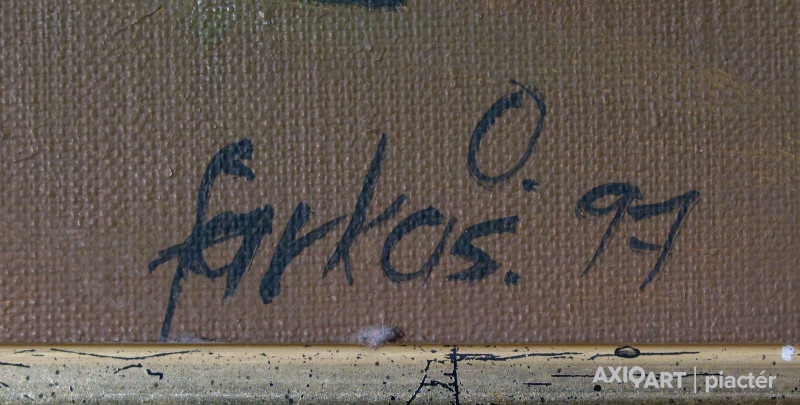 O.
farkas. 97
AXIOART | piactér